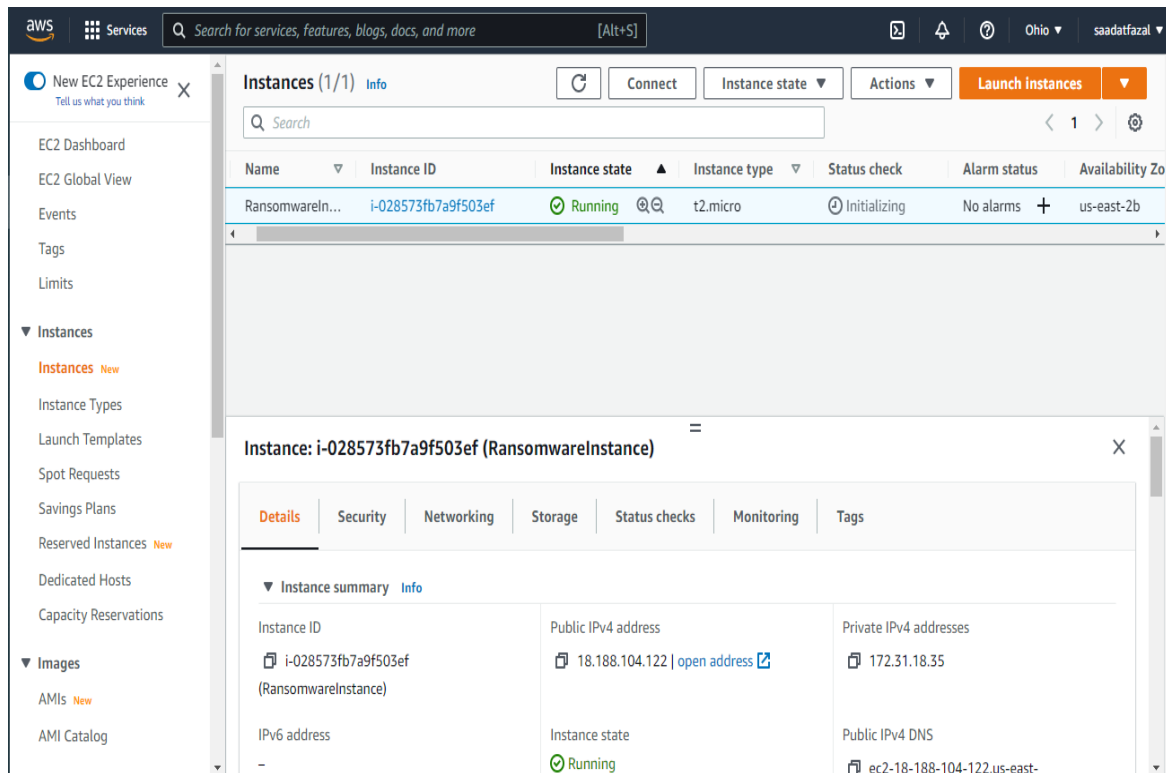 aws Services Search for services, features, blogs, docs, and more [Alt+S] Ohio saadatfazal
New EC2 Experience
Tell us what you think
EC2 Dashboard
EC2 Global View
Events
Tags
Limits
Instances
Instances New
Instance Types
Launch Templates
Spot Requests
Savings Plans
Reserved Instances New
Dedicated Hosts
Capacity Reservations
Images
AMIs New
AMI Catalog
Instances (1/1) Info Connect Instance state Actions Launch instances
Search 1
Name Instance ID Instance state Instance type Status check Alarm status Availability Zo
RansomwareIn... i-028573fb7a9f503ef Running t2.micro Initializing No alarms + us-east-2b
Instance: i-028573fb7a9f503ef (RansomwareInstance)
Details Security Networking Storage Status checks Monitoring Tags
Instance summary Info
Instance ID Public IPv4 address Private IPv4 addresses
i-028573fb7a9f503ef 18.188.104.122 | open address 172.31.18.35
(RansomwareInstance)
IPv6 address Instance state Public IPv4 DNS
– Running ec2-18-188-104-122.us-east-